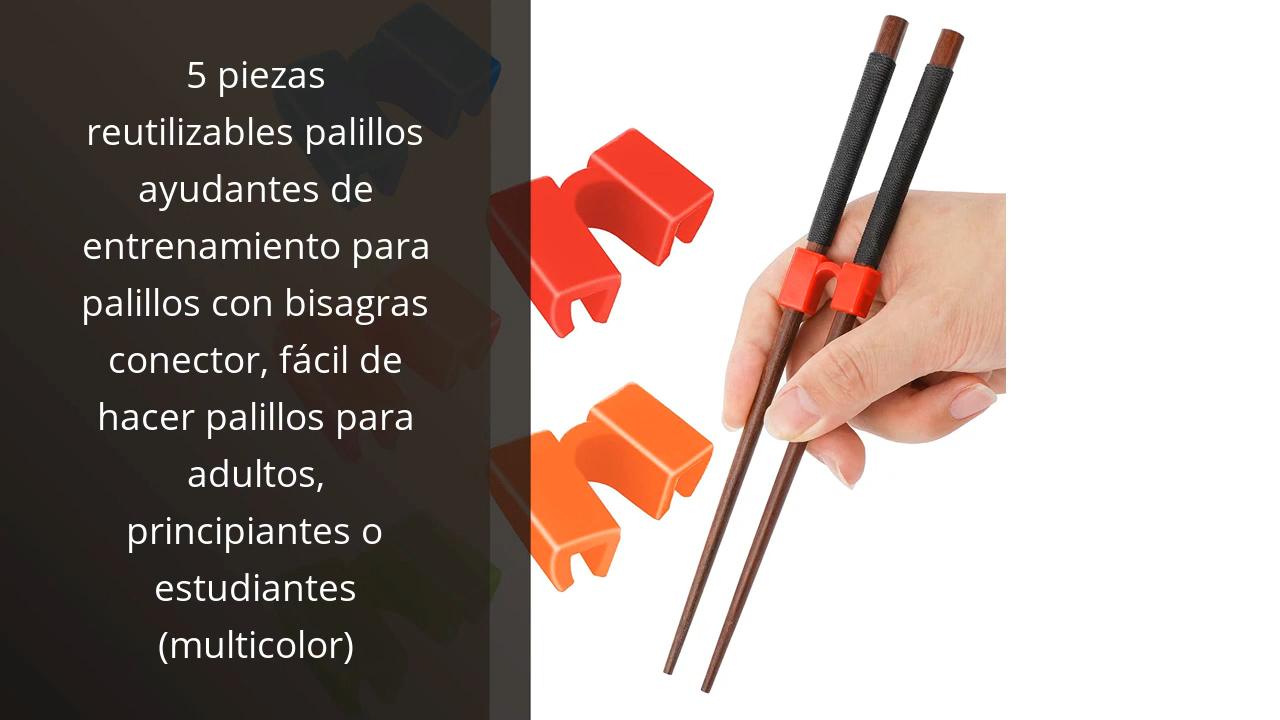 5 piezas
reutilizables palillos
ayudantes de
entrenamiento para
palillos con bisagras
conector, fácil de
hacer palillos para
adultos,
principiantes o
estudiantes
(multicolor)